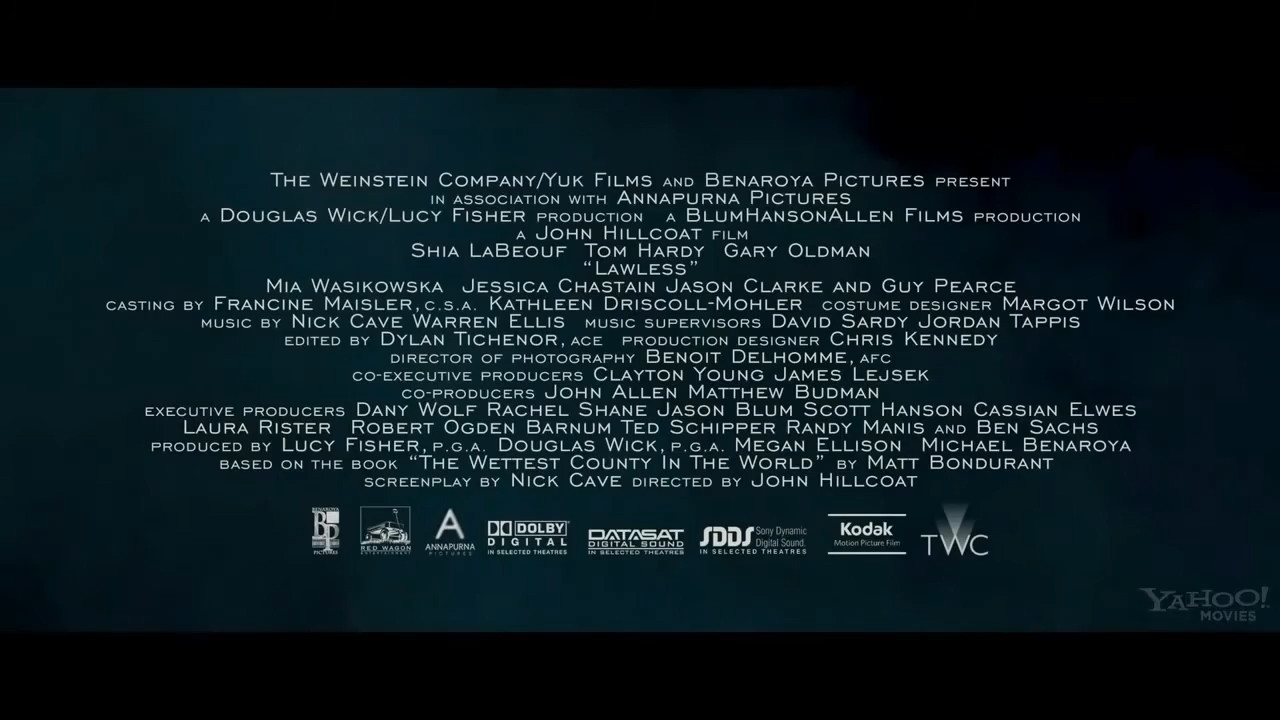 The Weinstein Company/Yuk Films and Benaroya Pictures present
in association with Annapurna Pictures
a Douglas Wick/Lucy Fisher production a BlumHansonAllen Films production
a John Hillcoat film
Shia LaBeouf Tom Hardy Gary Oldman
“Lawless”
Mia Wasikowska Jessica Chastain Jason Clarke and Guy Pearce
casting by Francine Maisler, c.s.a. Kathleen Driscoll-Mohler costume designer Margot Wilson
music by Nick Cave Warren Ellis music supervisors David Sardy Jordan Tappis
edited by Dylan Tichenor, ace production designer Chris Kennedy
director of photography Benoit Delhomme, afc
co-executive producers Clayton Young James Lejsek
co-producers John Allen Matthew Budman
executive producers Dany Wolf Rachel Shane Jason Blum Scott Hanson Cassian Elwes
Laura Rister Robert Ogden Barnum Ted Schipper Randy Manis and Ben Sachs
produced by Lucy Fisher, p.g.a. Douglas Wick, p.g.a. Megan Ellison Michael Benaroya
based on the book “The Wettest County In The World” by Matt Bondurant
screenplay by Nick Cave directed by John Hillcoat
BENAROYA
BP
PICTURES
RED WAGON
ENTERTAINMENT
A
ANNAPURNA
PICTURES
DOLBY
DIGITAL
IN SELECTED THEATRES
DATASAT
DIGITAL SOUND
IN SELECTED THEATRES
SDDS Sony Dynamic
Digital Sound.
IN SELECTED THEATRES
Kodak
Motion Picture Film
TWC
YAHOO!
MOVIES